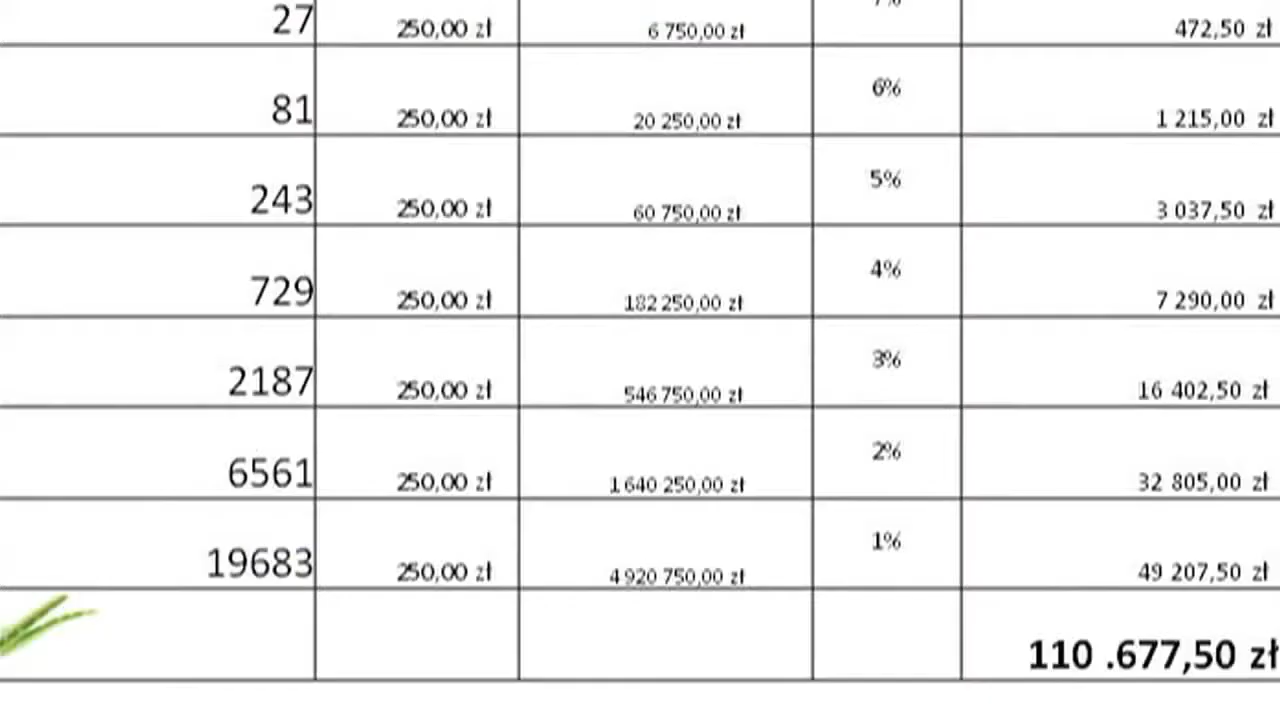 27 250,00 zł 6 750,00 zł 7% 472,50 zł
81 250,00 zł 20 250,00 zł 6% 1 215,00 zł
243 250,00 zł 60 750,00 zł 5% 3 037,50 zł
729 250,00 zł 182 250,00 zł 4% 7 290,00 zł
2187 250,00 zł 546 750,00 zł 3% 16 402,50 zł
6561 250,00 zł 1 640 250,00 zł 2% 32 805,00 zł
19683 250,00 zł 4 920 750,00 zł 1% 49 207,50 zł
110 .677,50 zł